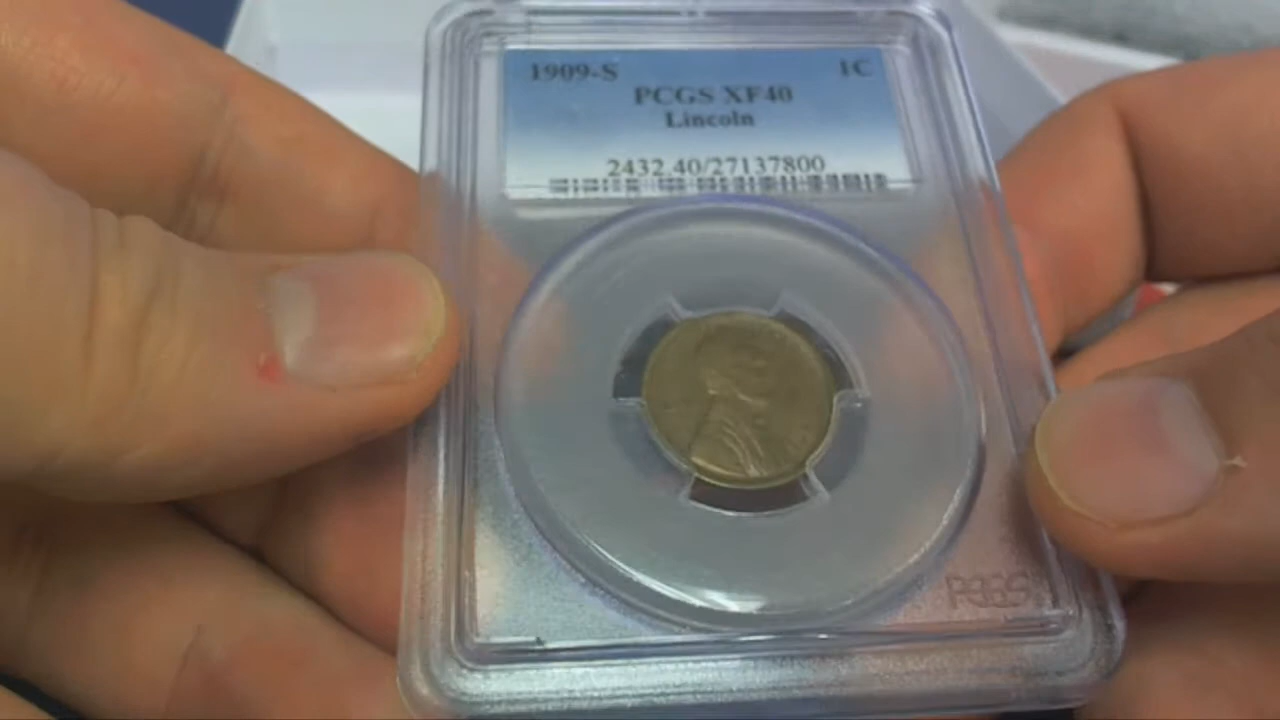 1909-S 1C
PCGS XF40
Lincoln
2432.40/27137800
PCGS